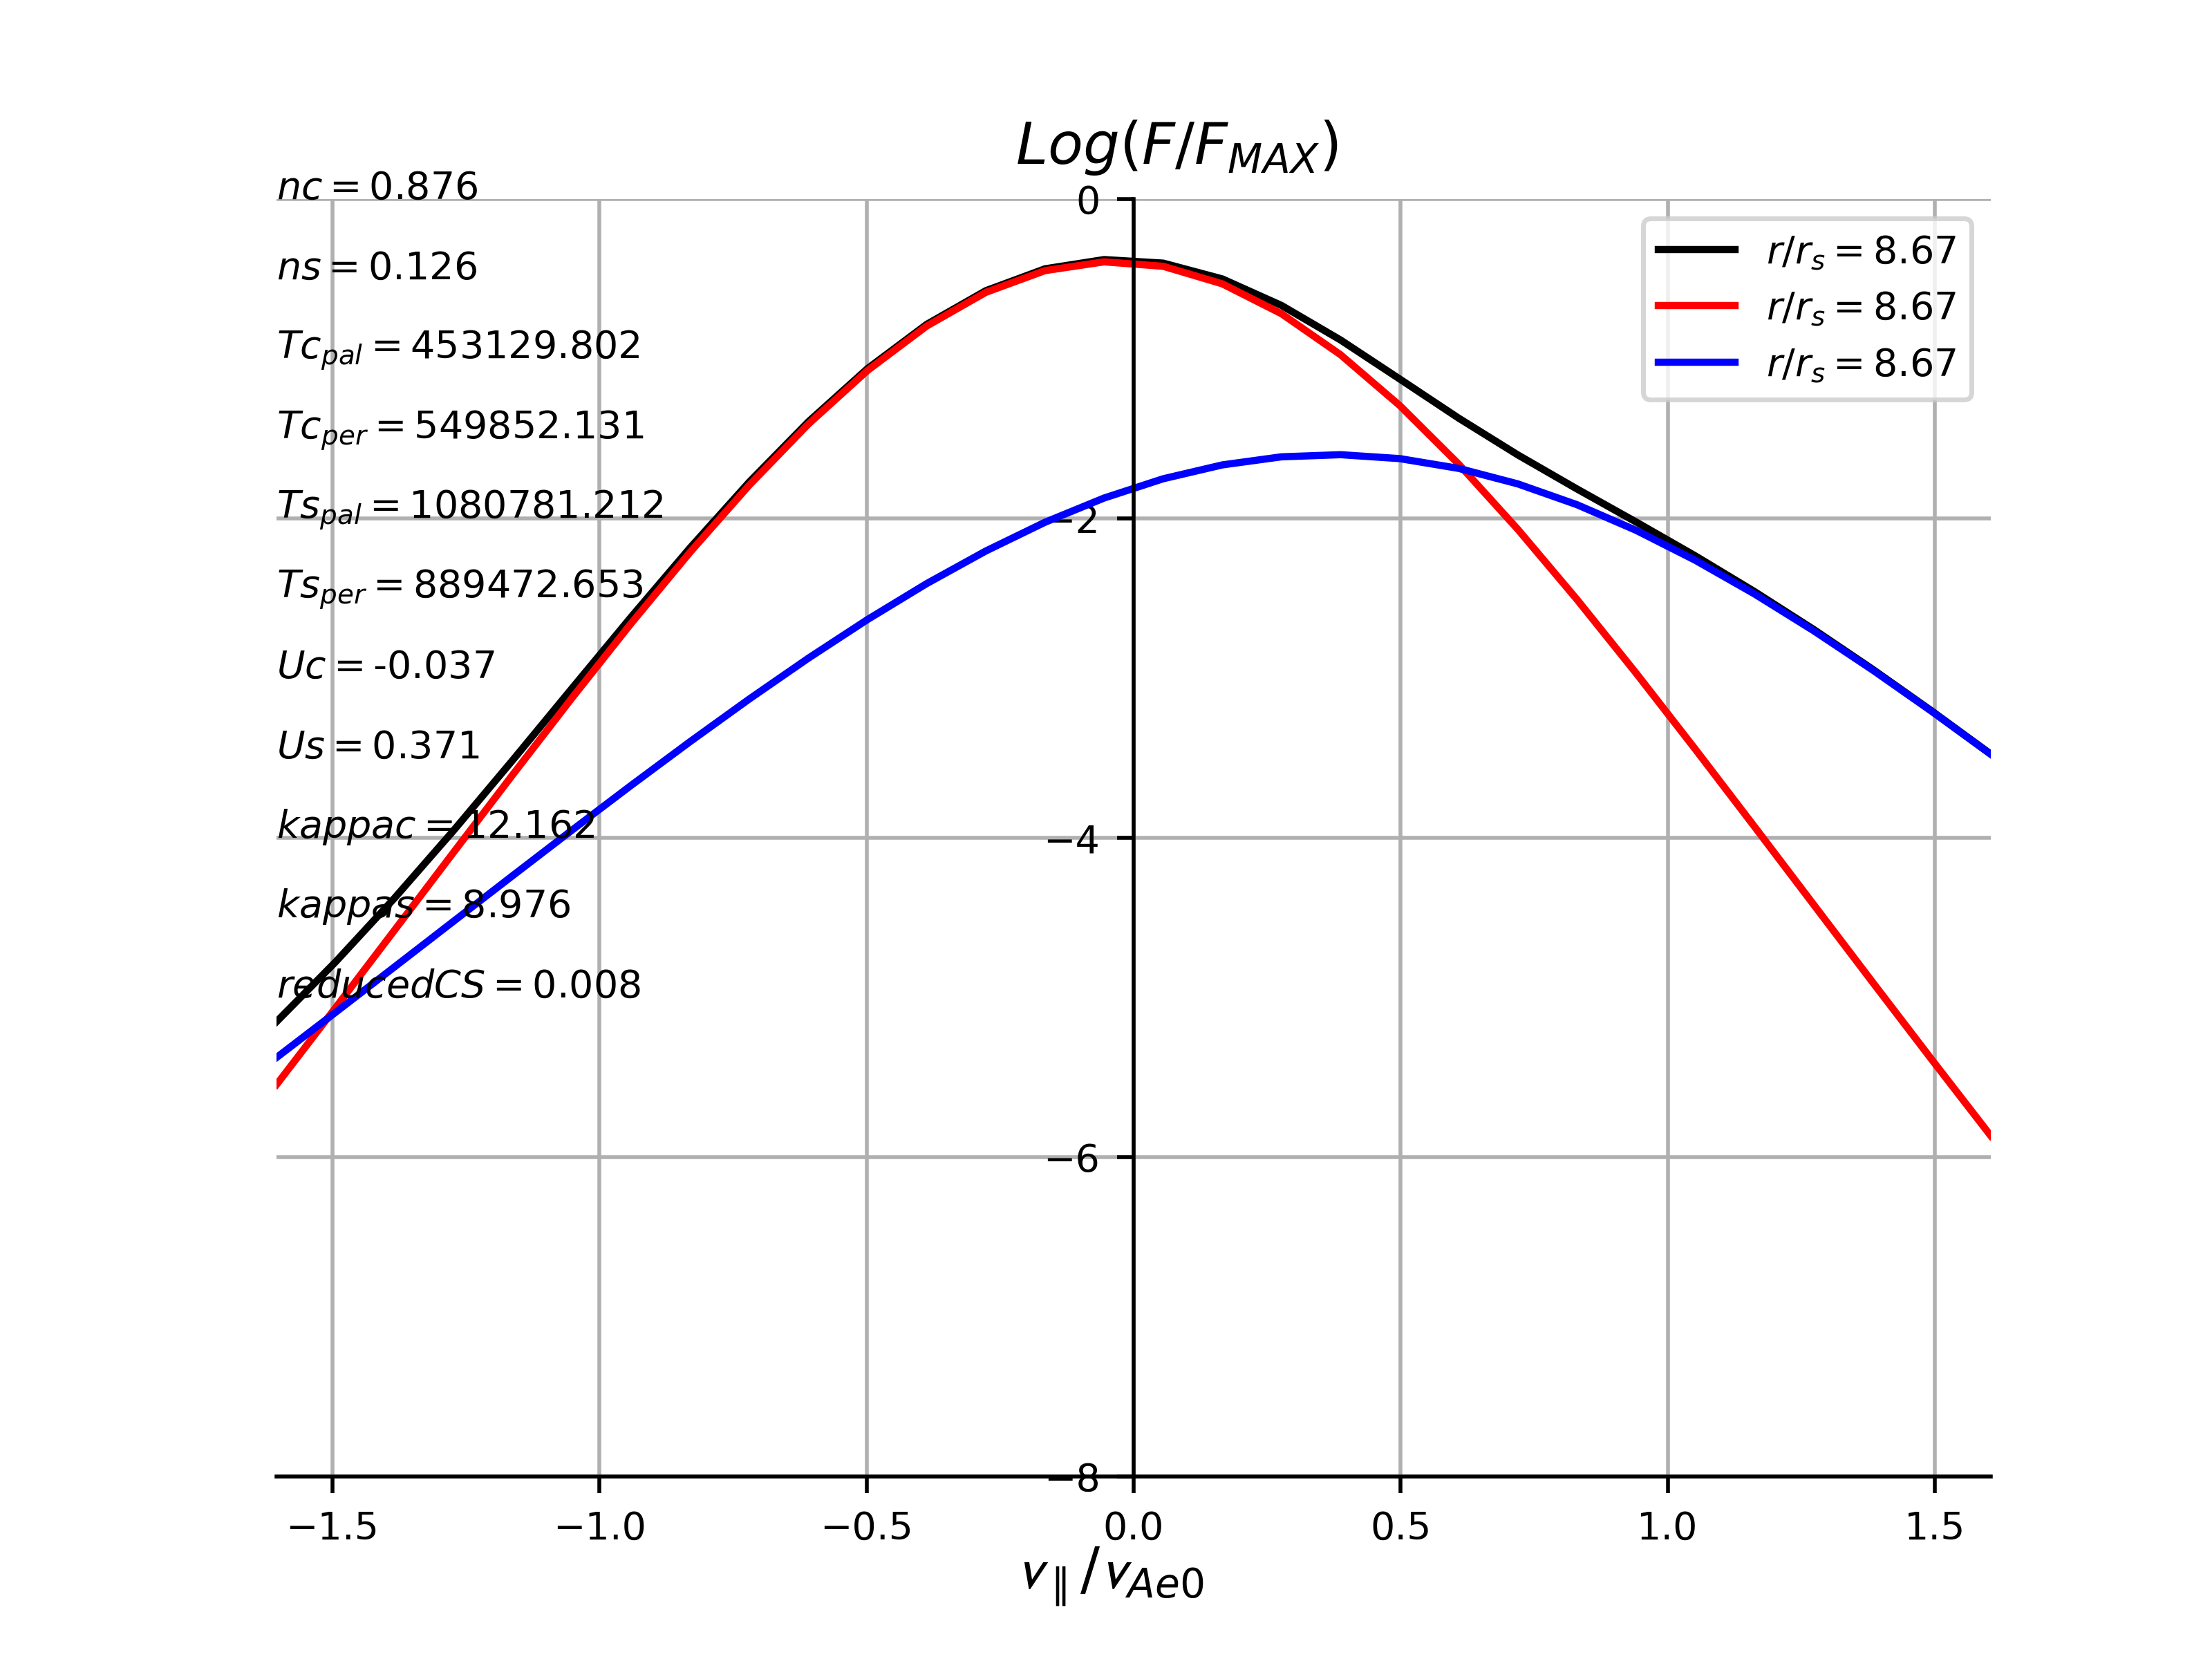 Log(F/F_MAX)
nc = 0.876
ns = 0.126
Tc_pal = 453129.802
Tc_per = 549852.131
Ts_pal = 1080781.212
Ts_per = 889472.653
Uc = -0.037
Us = 0.371
kappac = 12.162
kappas = 8.976
reducedCS = 0.008
0
−2
−4
−6
−8
r/r_s = 8.67
r/r_s = 8.67
r/r_s = 8.67
−1.5 −1.0 −0.5 0.0 0.5 1.0 1.5
v_∥/v_Ae0